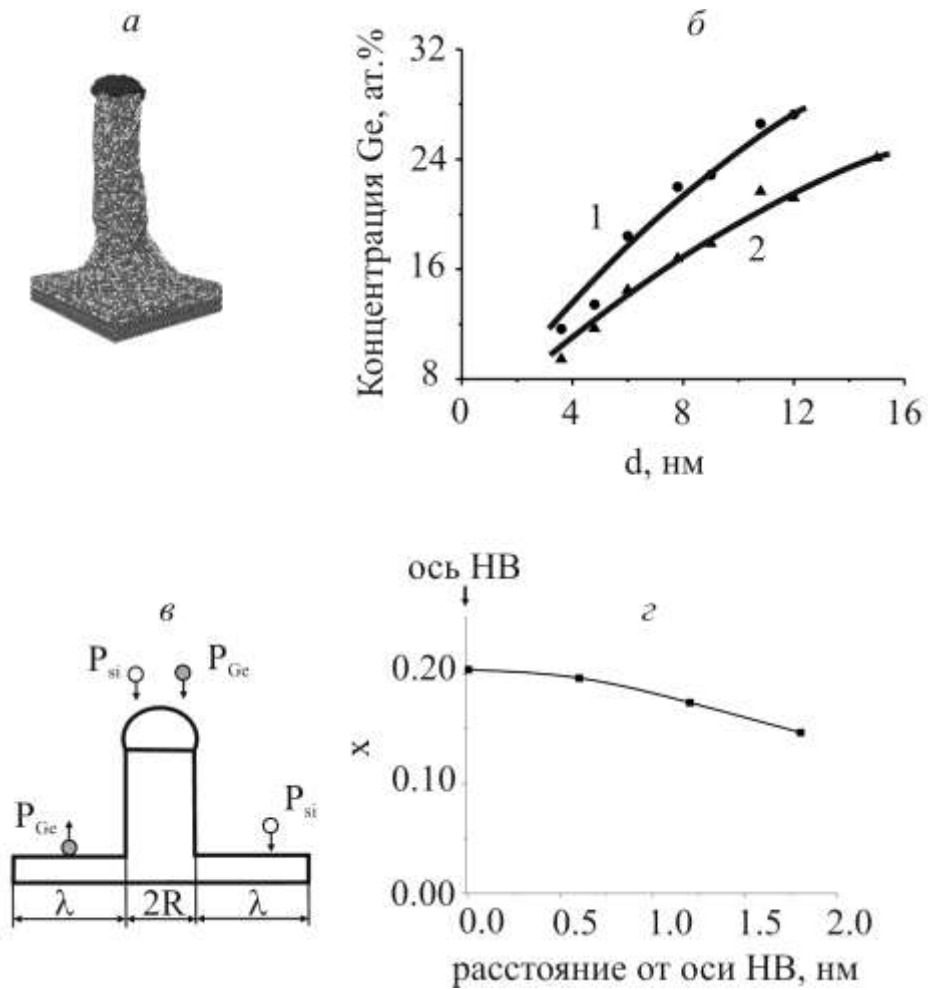 а
б
Концентрация Ge, ат.%
32
24
16
8
1
2
0
4
8
12
16
d, нм
в
P_si
P_Ge
P_Ge
P_si
λ
2R
λ
ось НВ
г
x
0.20
0.10
0.00
0.0
0.5
1.0
1.5
2.0
расстояние от оси НВ, нм